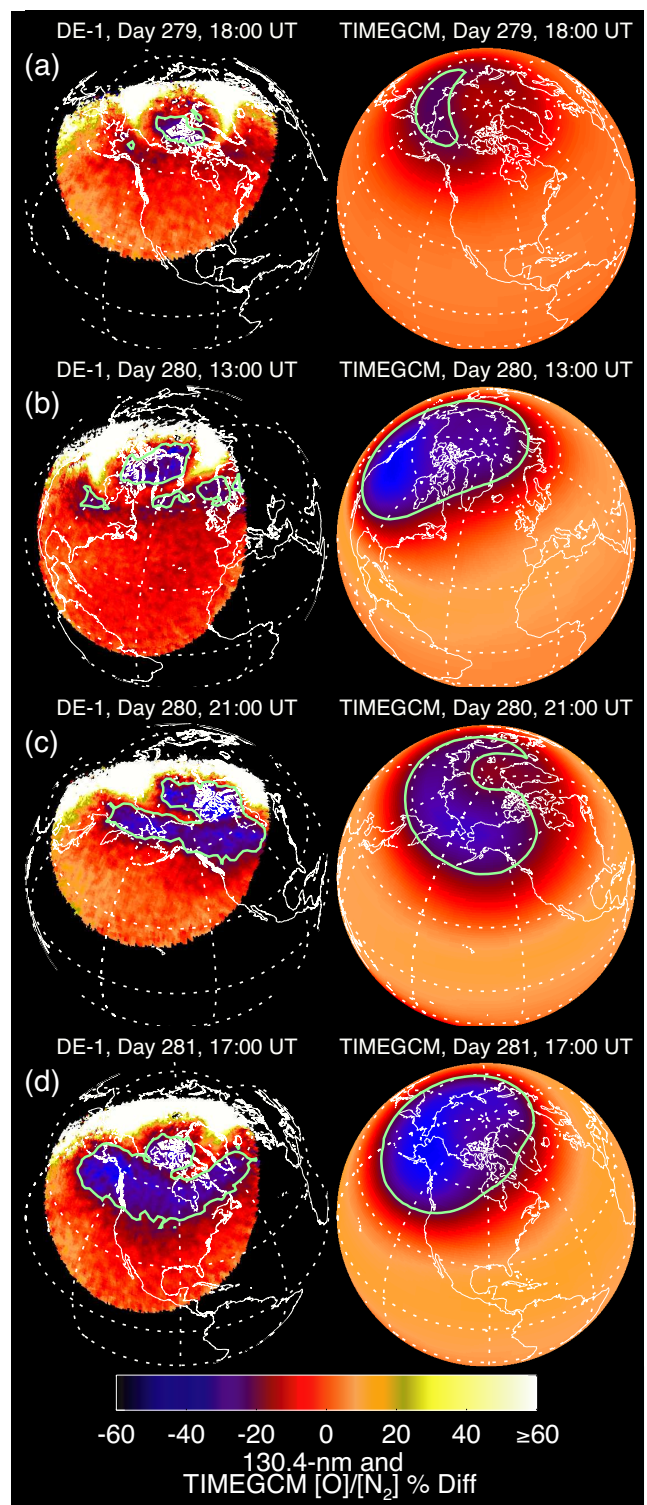 DE-1, Day 279, 18:00 UT TIMEGCM, Day 279, 18:00 UT
(a)
DE-1, Day 280, 13:00 UT TIMEGCM, Day 280, 13:00 UT
(b)
DE-1, Day 280, 21:00 UT TIMEGCM, Day 280, 21:00 UT
(c)
DE-1, Day 281, 17:00 UT TIMEGCM, Day 281, 17:00 UT
(d)
-60 -40 -20 0 20 40 ≥60
130.4-nm and
TIMEGCM [O]/[N₂] % Diff